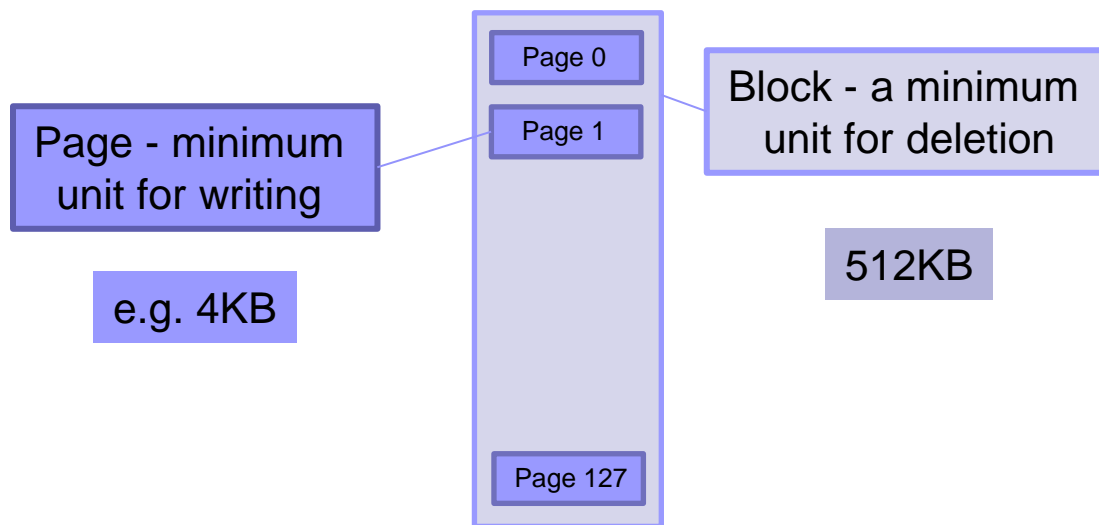 Page 0
Page 1
Page - minimum
unit for writing
e.g. 4KB
Block - a minimum
unit for deletion
512KB
Page 127